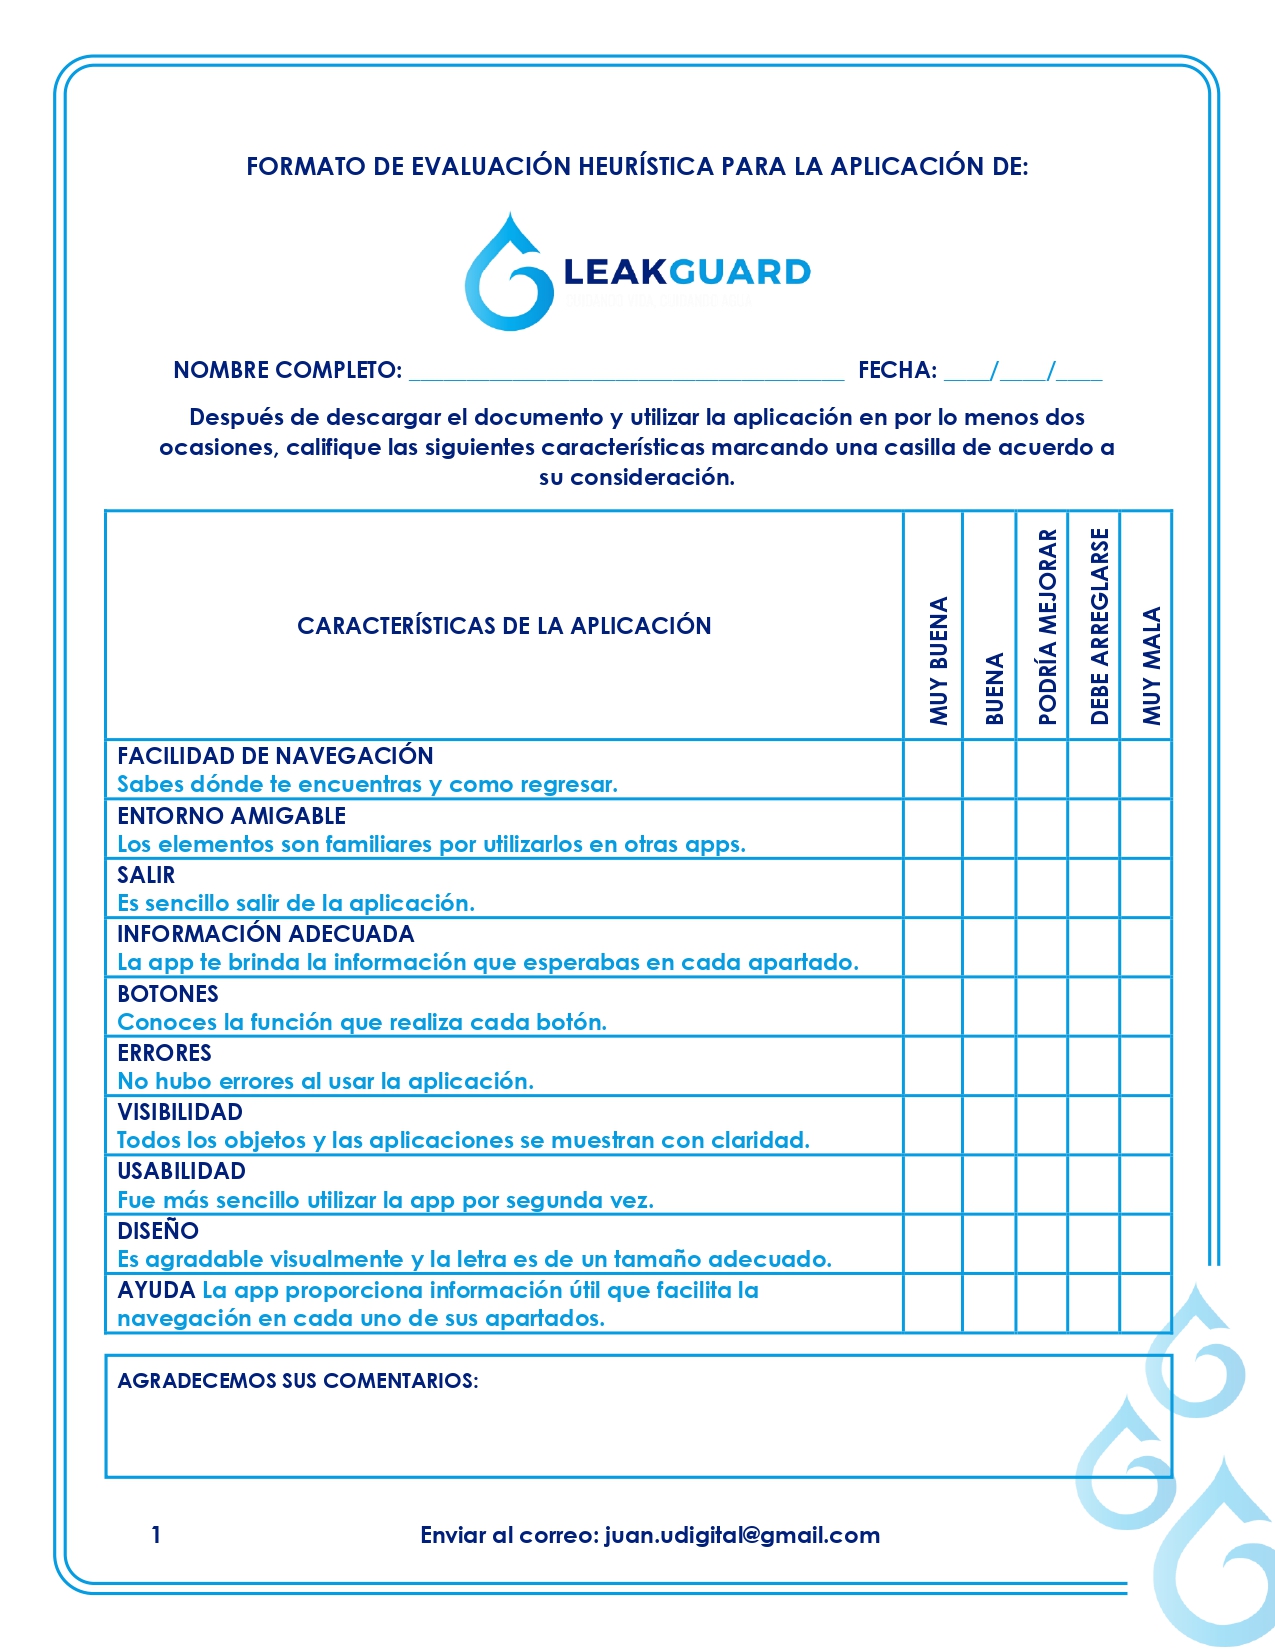 FORMATO DE EVALUACIÓN HEURÍSTICA PARA LA APLICACIÓN DE:
LEAKGUARD
NOMBRE COMPLETO: ______________________________________ FECHA: ____/____/____
Después de descargar el documento y utilizar la aplicación en por lo menos dos
ocasiones, califique las siguientes características marcando una casilla de acuerdo a
su consideración.
CARACTERÍSTICAS DE LA APLICACIÓN
MUY BUENA
BUENA
PODRÍA MEJORAR
DEBE ARREGLARSE
MUY MALA
FACILIDAD DE NAVEGACIÓN
Sabes dónde te encuentras y como regresar.
ENTORNO AMIGABLE
Los elementos son familiares por utilizarlos en otras apps.
SALIR
Es sencillo salir de la aplicación.
INFORMACIÓN ADECUADA
La app te brinda la información que esperabas en cada apartado.
BOTONES
Conoces la función que realiza cada botón.
ERRORES
No hubo errores al usar la aplicación.
VISIBILIDAD
Todos los objetos y las aplicaciones se muestran con claridad.
USABILIDAD
Fue más sencillo utilizar la app por segunda vez.
DISEÑO
Es agradable visualmente y la letra es de un tamaño adecuado.
AYUDA La app proporciona información útil que facilita la
navegación en cada uno de sus apartados.
AGRADECEMOS SUS COMENTARIOS:
1
Enviar al correo: juan.udigital@gmail.com